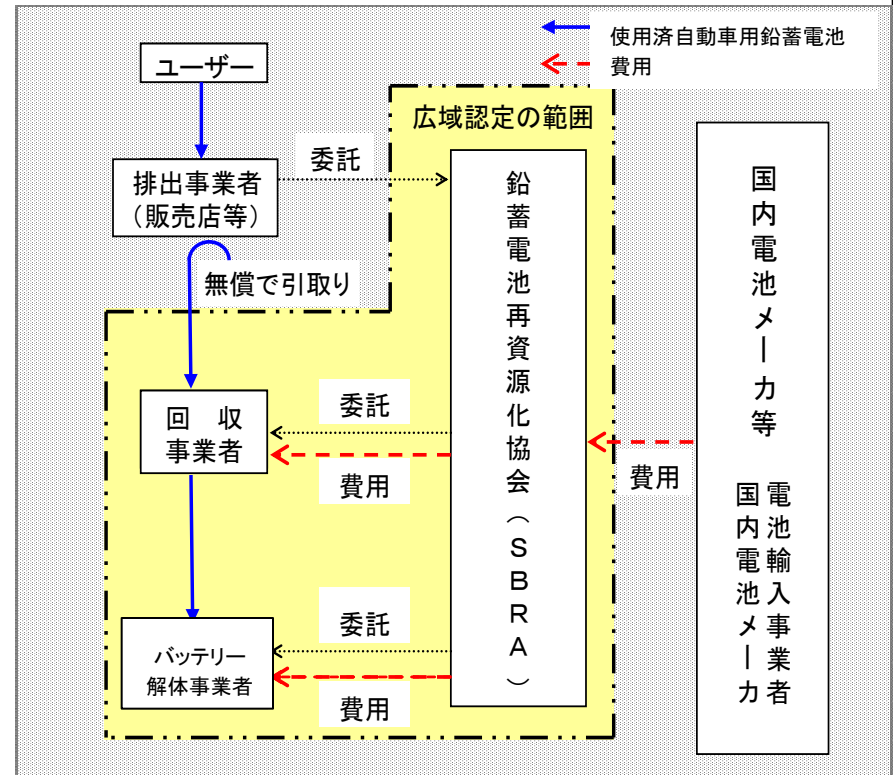 使用済自動車用鉛蓄電池
費用
ユーザー
広域認定の範囲
委託
排出事業者
（販売店等）
無償で引取り
鉛蓄電池再資源化協会（ＳＢＲＡ）
国内電池メーカ等
電池輸入事業者
国内電池メーカ
回　収
事業者
委託
費用
費用
バッテリー
解体事業者
委託
費用